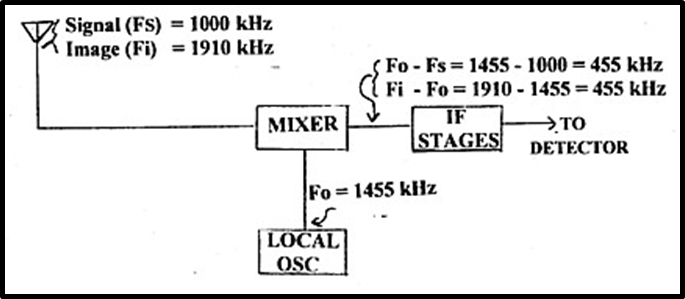 Signal (FS) = 1000 kHz
Image (Fi) = 1910 kHz
Fo - Fs = 1455 - 1000 = 455 kHz
Fi - Fo = 1910 - 1455 = 455 kHz
MIXER
IF
STAGES
TO
DETECTOR
Fo = 1455 kHz
LOCAL
OSC